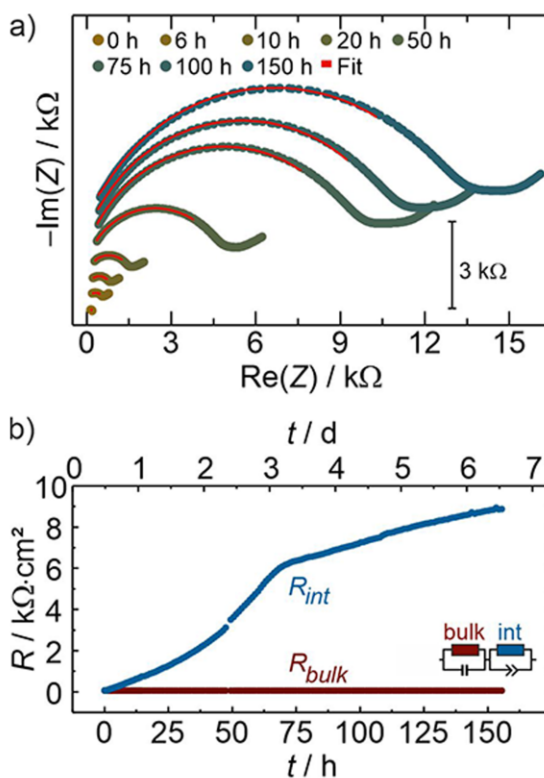 a)
0 h 6 h 10 h 20 h 50 h
75 h 100 h 150 h Fit
–Im(Z) / kΩ
3 kΩ
0 3 6 9 12 15
Re(Z) / kΩ
b)
t / d
0 1 2 3 4 5 6 7
10
8
6
4
2
0
R / kΩ·cm²
R_int
bulk int
R_bulk
0 25 50 75 100 125 150
t / h